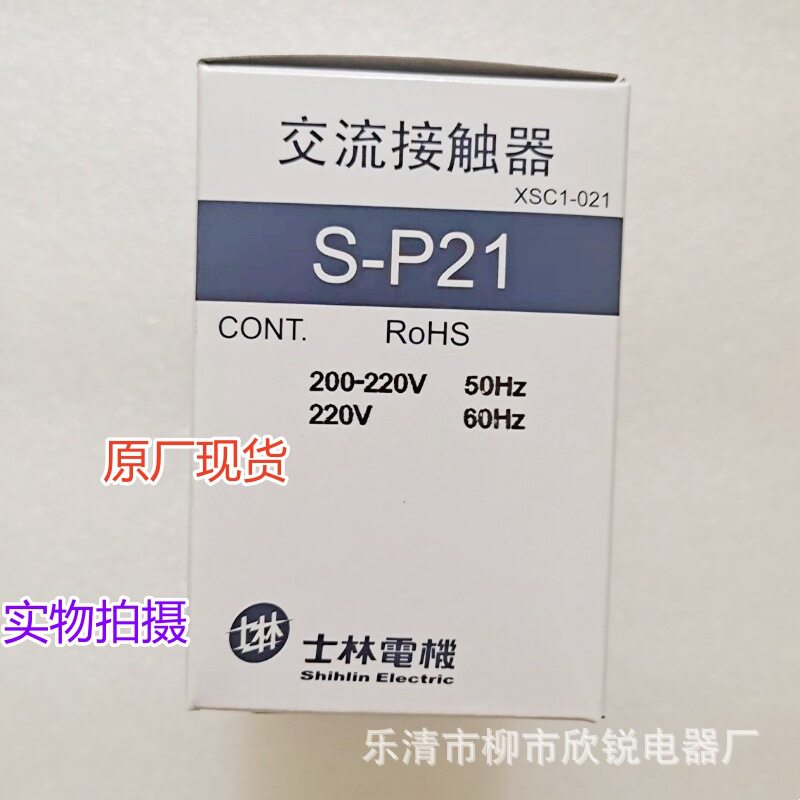 交流接触器
XSC1-021
S-P21
CONT. RoHS
200-220V 50Hz
220V 60Hz
原厂现货
实物拍摄
士林
士林電機
Shihlin Electric
乐清市柳市欣锐电器厂